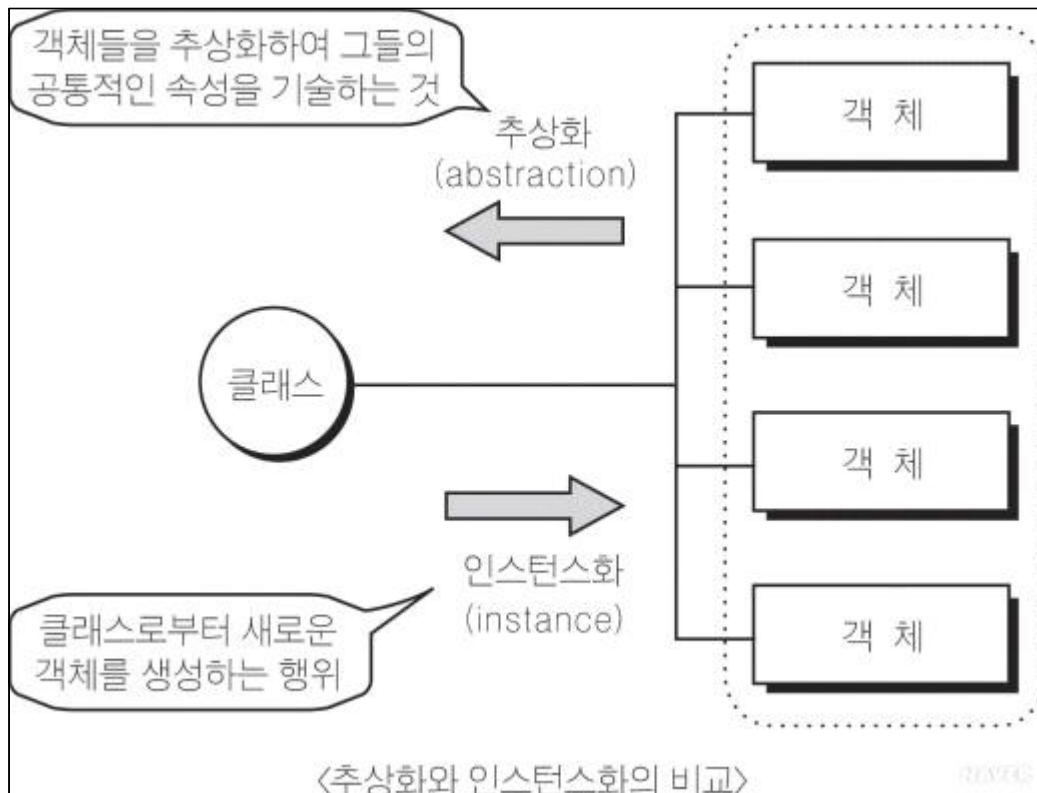 객체들을 추상화하여 그들의
공통적인 속성을 기술하는 것
추상화
(abstraction)
객 체
객 체
클래스
객 체
인스턴스화
(instance)
객 체
클래스로부터 새로운
객체를 생성하는 행위
<추상화와 인스턴스화의 비교>